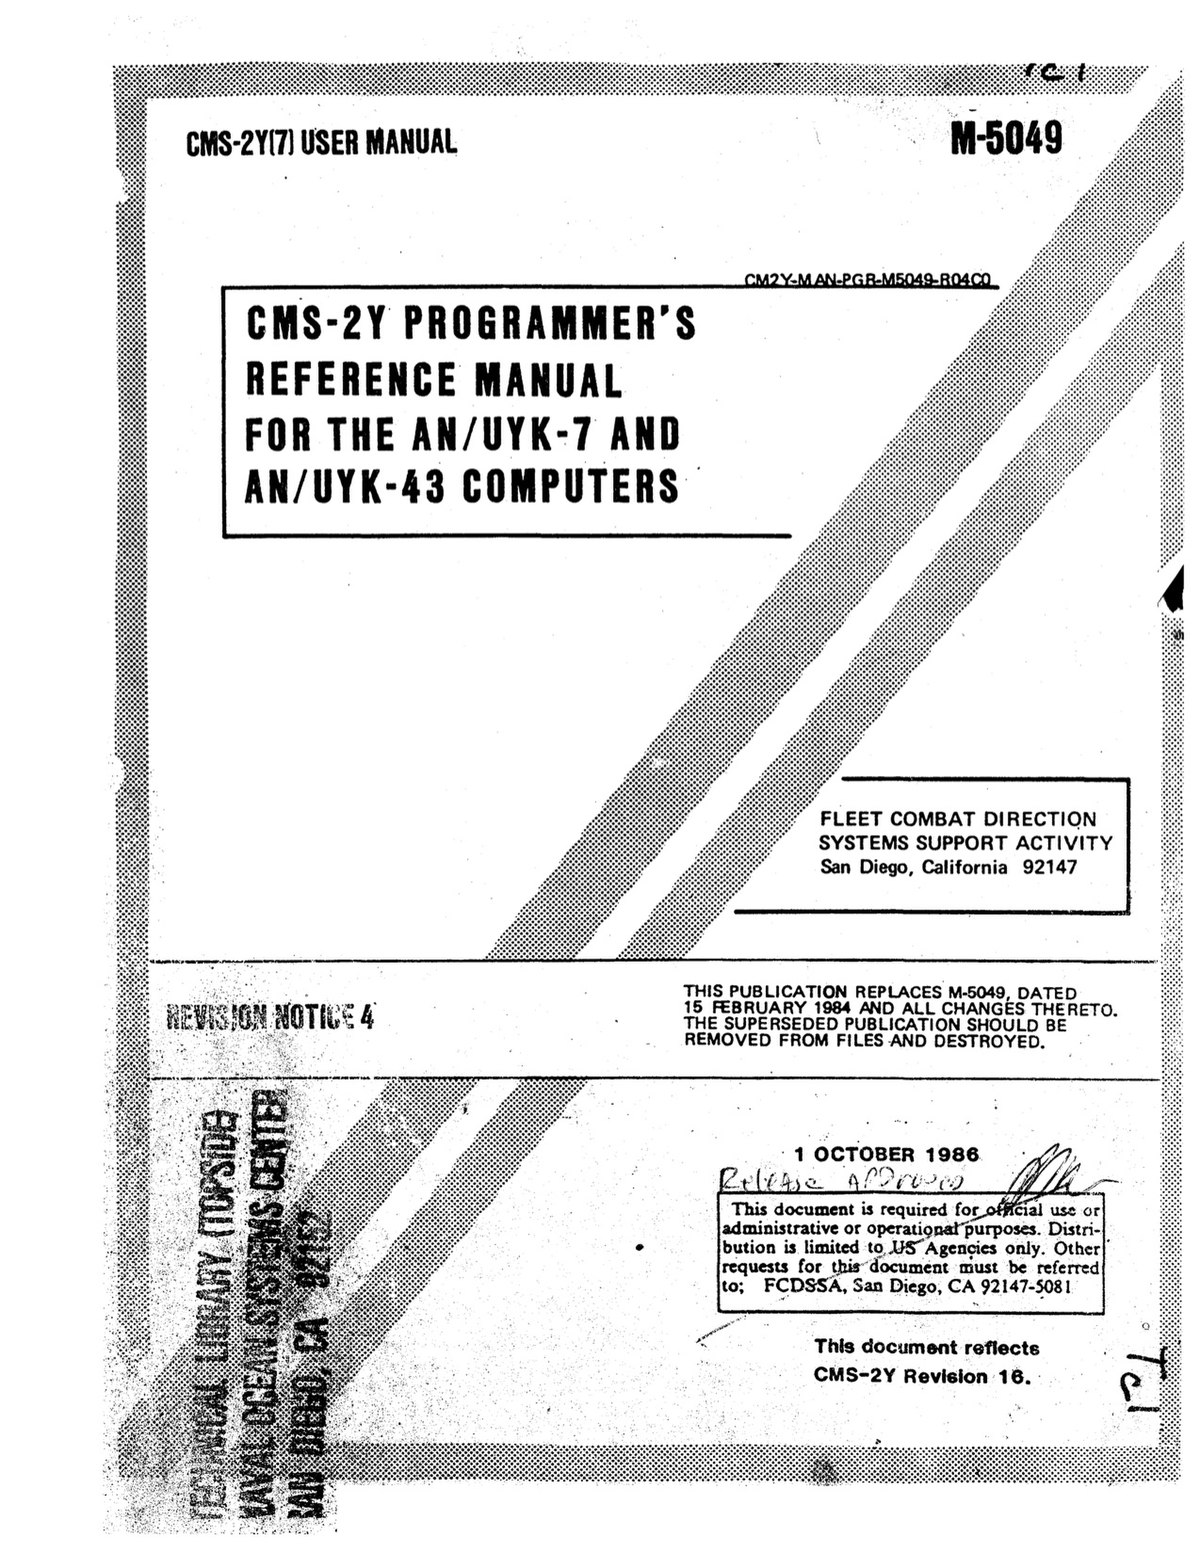 CMS-2Y(7) USER MANUAL
M-5049
CM2Y-MAN-PGR-M5049-R04C0
CMS-2Y PROGRAMMER'S
REFERENCE MANUAL
FOR THE AN/UYK-7 AND
AN/UYK-43 COMPUTERS
FLEET COMBAT DIRECTION
SYSTEMS SUPPORT ACTIVITY
San Diego, California 92147
REVISION NOTICE 4
THIS PUBLICATION REPLACES M-5049, DATED
15 FEBRUARY 1984 AND ALL CHANGES THERETO.
THE SUPERSEDED PUBLICATION SHOULD BE
REMOVED FROM FILES AND DESTROYED.
TECHNICAL LIBRARY (TOPSIDE)
NAVAL OCEAN SYSTEMS CENTER
SAN DIEGO, CA 92152
1 OCTOBER 1986
Release Approved
This document is required for official use or
administrative or operational purposes. Distri-
bution is limited to US Agencies only. Other
requests for this document must be referred
to; FCDSSA, San Diego, CA 92147-5081
This document reflects
CMS-2Y Revision 16.